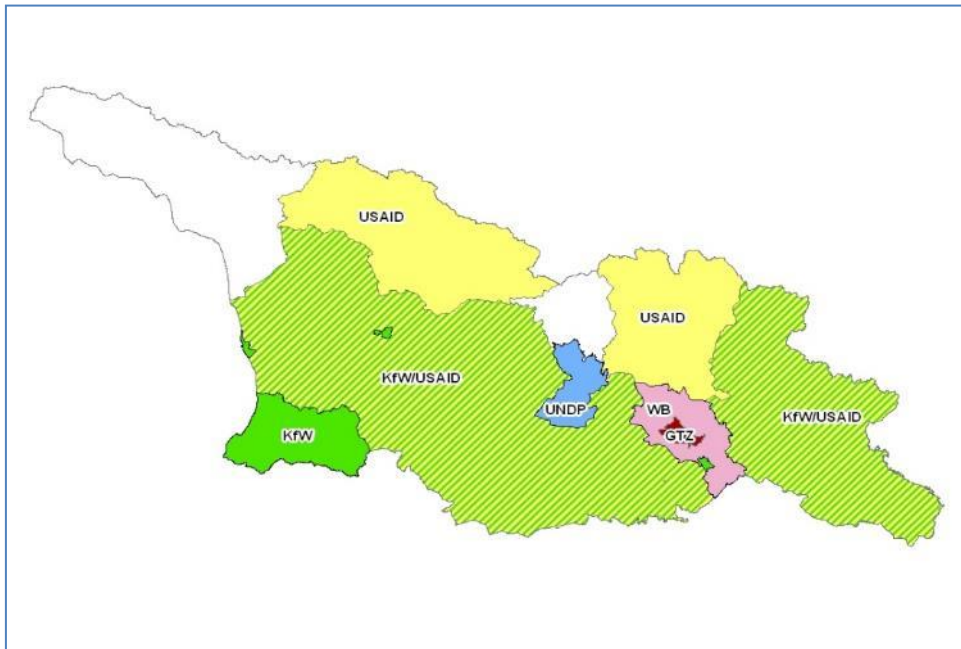 USAID
USAID
KfW/USAID
UNDP
WB
KfW/USAID
KfW
GTZ